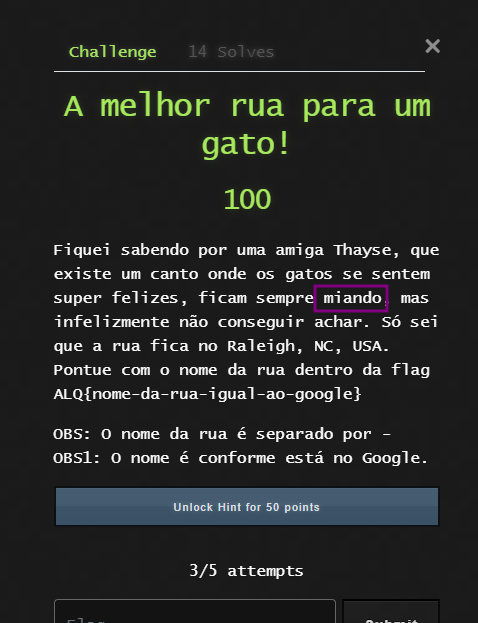 Challenge
14 Solves
×
A melhor rua para um
gato!
100
Fiquei sabendo por uma amiga Thayse, que
existe um canto onde os gatos se sentem
super felizes, ficam sempre miando, mas
infelizmente não conseguir achar. Só sei
que a rua fica no Raleigh, NC, USA.
Pontue com o nome da rua dentro da flag
ALQ{nome-da-rua-igual-ao-google}
OBS: O nome da rua é separado por -
OBS1: O nome é conforme está no Google.
Unlock Hint for 50 points
3/5 attempts
Flag
Submit